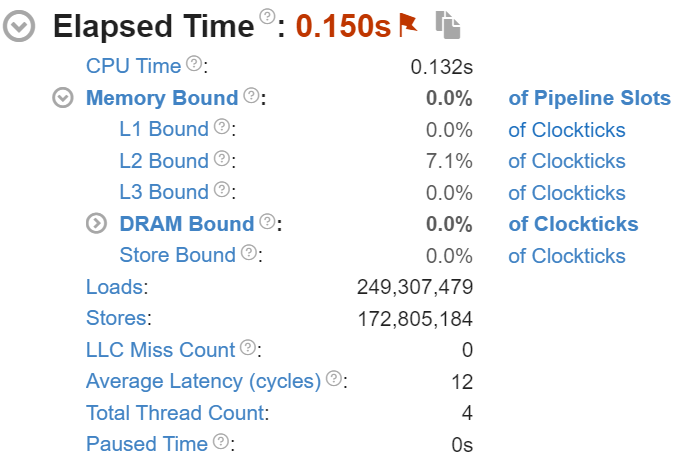 Elapsed Time ?: 0.150s
CPU Time ?: 0.132s
Memory Bound ?: 0.0% of Pipeline Slots
L1 Bound ?: 0.0% of Clockticks
L2 Bound ?: 7.1% of Clockticks
L3 Bound ?: 0.0% of Clockticks
DRAM Bound ?: 0.0% of Clockticks
Store Bound ?: 0.0% of Clockticks
Loads: 249,307,479
Stores: 172,805,184
LLC Miss Count ?: 0
Average Latency (cycles) ?: 12
Total Thread Count: 4
Paused Time ?: 0s